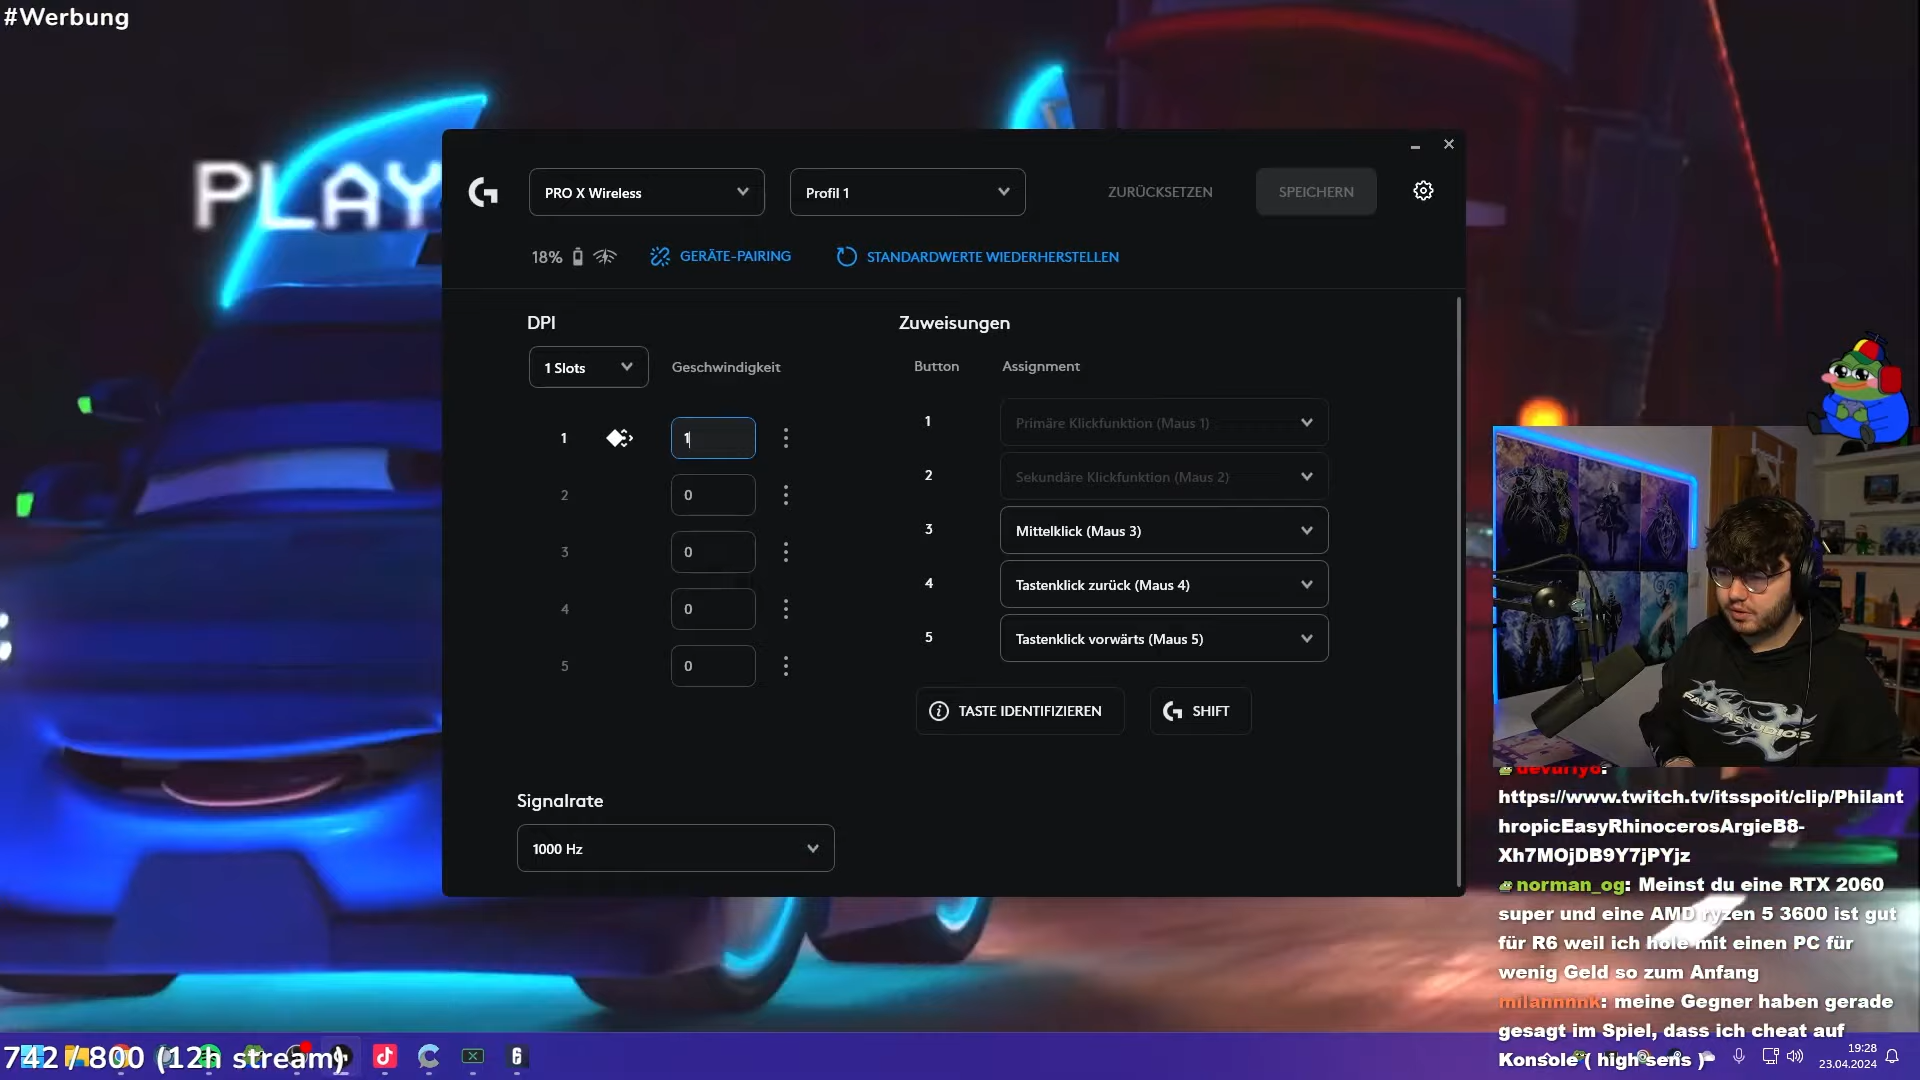 #Werbung
PLAY
PRO X Wireless
Profil 1
ZURÜCKSETZEN
SPEICHERN
18%
GERÄTE-PAIRING
STANDARDWERTE WIEDERHERSTELLEN
DPI
Zuweisungen
1 Slots
Geschwindigkeit
Button
Assignment
1
1
1
Primäre Klickfunktion (Maus 1)
2
0
2
Sekundäre Klickfunktion (Maus 2)
3
0
3
Mittelklick (Maus 3)
4
0
4
Tastenklick zurück (Maus 4)
5
0
5
Tastenklick vorwärts (Maus 5)
TASTE IDENTIFIZIEREN
SHIFT
Signalrate
1000 Hz
devuriyo:
https://www.twitch.tv/itsspoit/clip/Philant
hropicEasyRhinocerosArgieB8-
Xh7MOjDB9Y7jPYjz
norman_og: Meinst du eine RTX 2060
super und eine AMD ryzen 5 3600 ist gut
für R6 weil ich hole mit einen PC für
wenig Geld so zum Anfang
milannnnk: meine Gegner haben gerade
gesagt im Spiel, dass ich cheat auf
Konsole ( high sens )
742 / 800 (12h stream)
6
19:28
23.04.2024